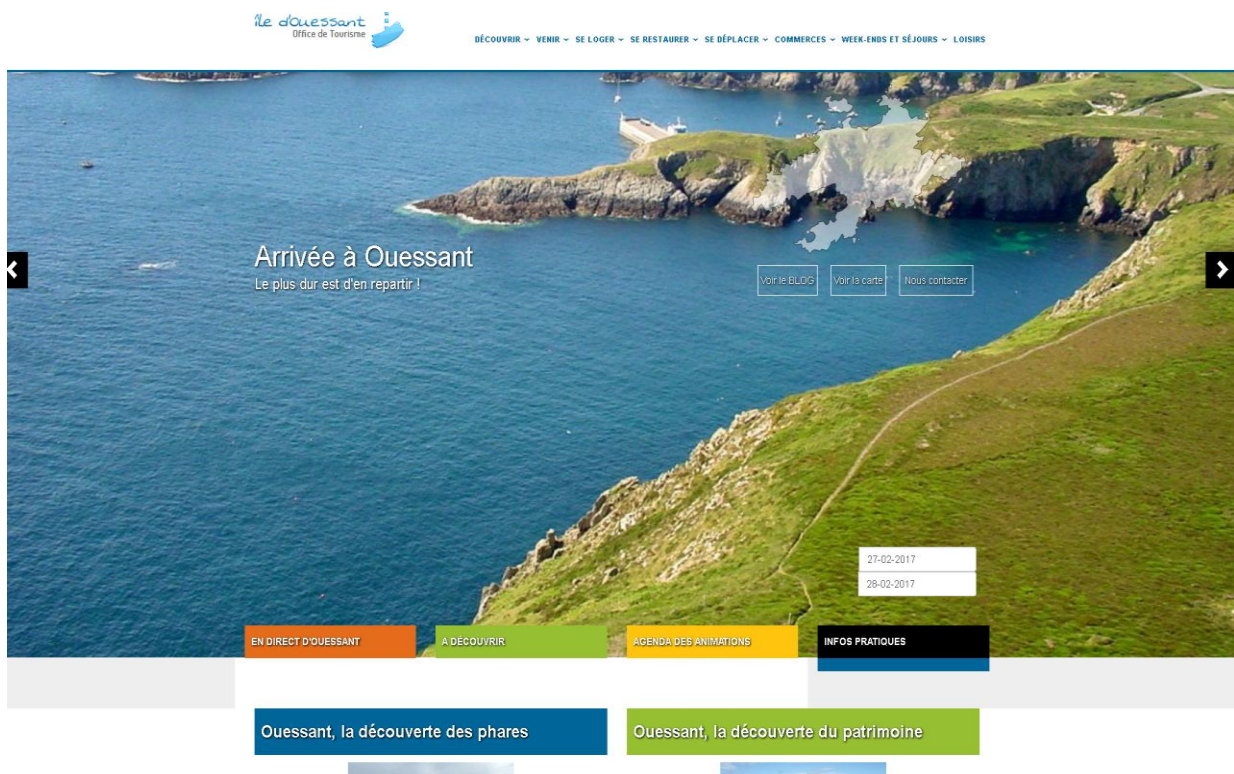 île d'ouessant
Office de Tourisme
DÉCOUVRIR VENIR SE LOGER SE RESTAURER SE DÉPLACER COMMERCES WEEK-ENDS ET SÉJOURS LOISIRS
Arrivée à Ouessant
Le plus dur est d'en repartir !
Voir le BLOG Voir la carte Nous contacter
27-02-2017
28-02-2017
EN DIRECT D'OUESSANT A DÉCOUVRIR AGENDA DES ANIMATIONS INFOS PRATIQUES
Ouessant, la découverte des phares Ouessant, la découverte du patrimoine